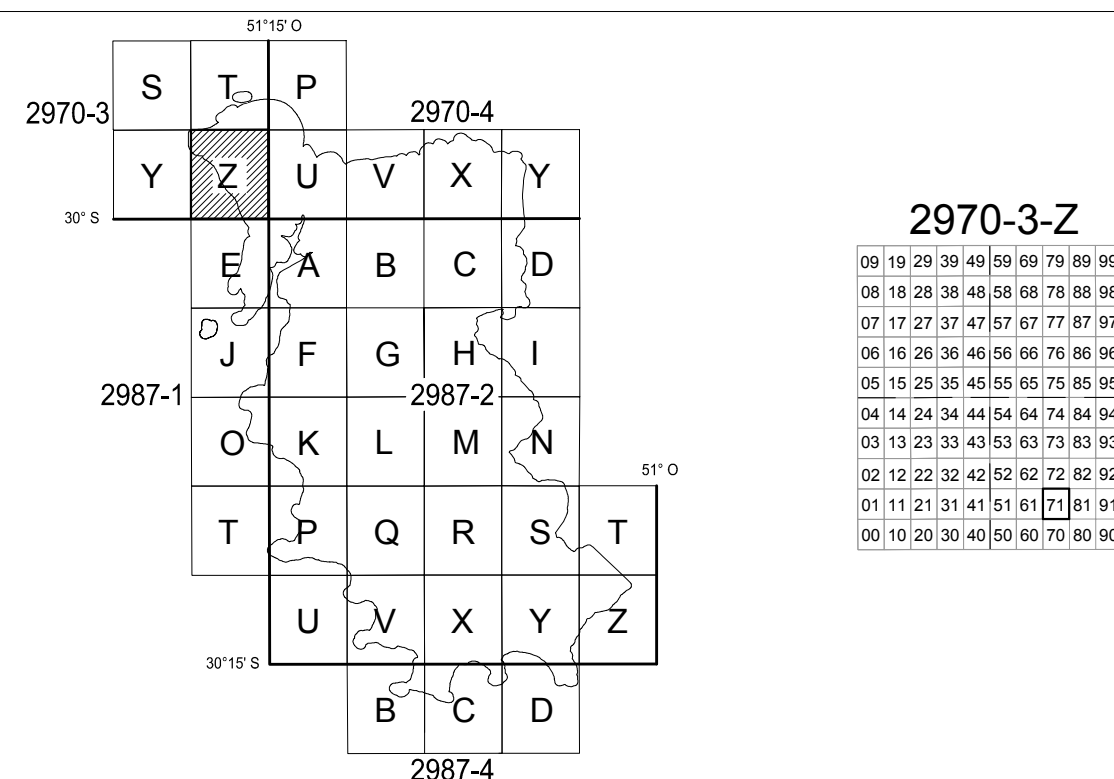 51°15' O
S T P
2970-3 2970-4
Y Z U V X Y
30° S
E A B C D
J F G H I
2987-1 2987-2
O K L M N
51° O
T P Q R S T
U V X Y Z
30°15' S
B C D
2987-4
2970-3-Z
09 19 29 39 49 59 69 79 89 99
08 18 28 38 48 58 68 78 88 98
07 17 27 37 47 57 67 77 87 97
06 16 26 36 46 56 66 76 86 96
05 15 25 35 45 55 65 75 85 95
04 14 24 34 44 54 64 74 84 94
03 13 23 33 43 53 63 73 83 93
02 12 22 32 42 52 62 72 82 92
01 11 21 31 41 51 61 71 81 91
00 10 20 30 40 50 60 70 80 90